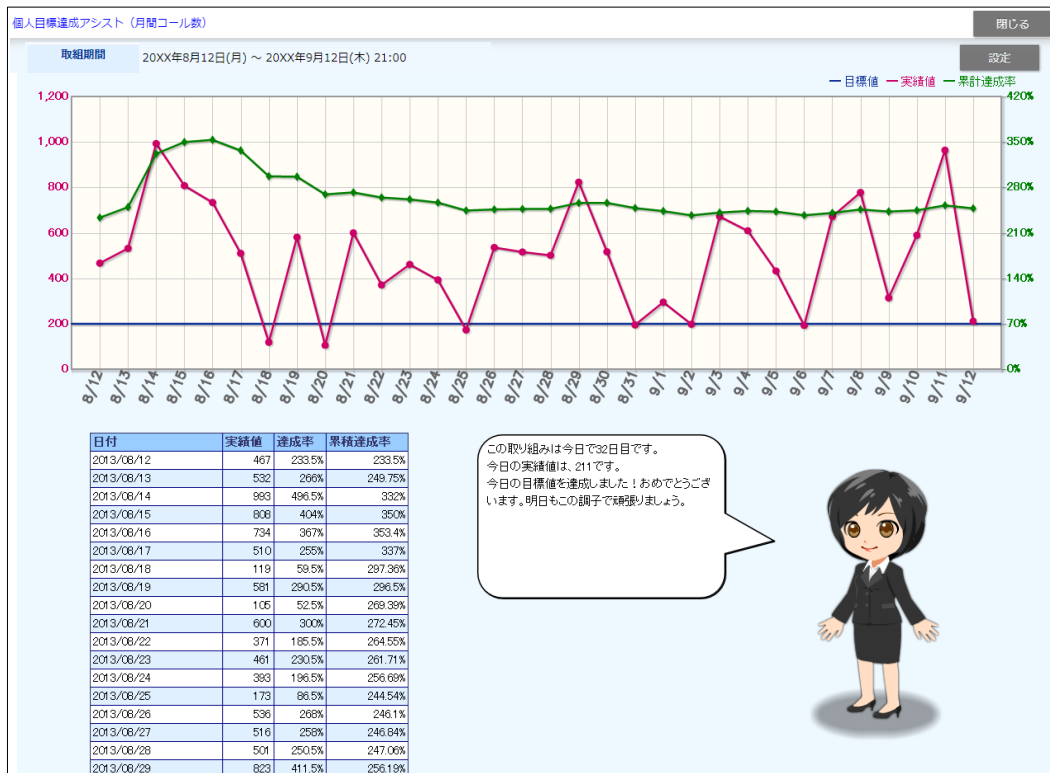 個人目標達成アシスト（月間コール数）
閉じる
取組期間 20XX年8月12日(月) ～ 20XX年9月12日(木) 21:00
設定
目標値 実績値 累計達成率
1,200 420%
1,000 350%
800 280%
600 210%
400 140%
200 70%
0 0%
8/12 8/13 8/14 8/15 8/16 8/17 8/18 8/19 8/20 8/21 8/22 8/23 8/24 8/25 8/26 8/27 8/28 8/29 8/30 8/31 9/1 9/2 9/3 9/4 9/5 9/6 9/7 9/8 9/9 9/10 9/11 9/12
日付 実績値 達成率 累積達成率
2013/08/12 467 233.5% 233.5%
2013/08/13 532 266% 249.75%
2013/08/14 993 496.5% 332%
2013/08/15 808 404% 350%
2013/08/16 734 367% 353.4%
2013/08/17 510 255% 337%
2013/08/18 119 59.5% 297.36%
2013/08/19 581 290.5% 296.5%
2013/08/20 105 52.5% 269.39%
2013/08/21 600 300% 272.45%
2013/08/22 371 185.5% 264.55%
2013/08/23 461 230.5% 261.71%
2013/08/24 393 196.5% 256.69%
2013/08/25 173 86.5% 244.54%
2013/08/26 536 268% 246.1%
2013/08/27 516 258% 246.84%
2013/08/28 501 250.5% 247.06%
2013/08/29 823 411.5% 256.19%
この取り組みは今日で32日目です。
今日の実績値は、211です。
今日の目標値を達成しました！おめでとうござ
います。明日もこの調子で頑張りましょう。